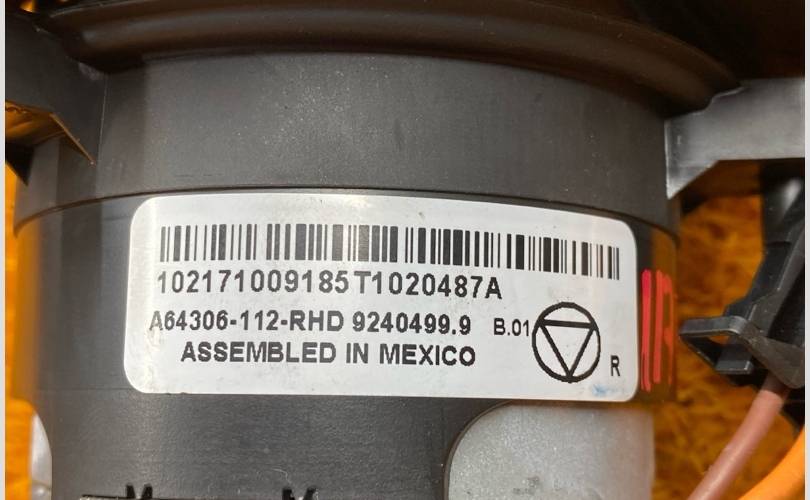 102171009185T1020487A
A64306-112-RHD 9240499.9 B.01
ASSEMBLED IN MEXICO
R